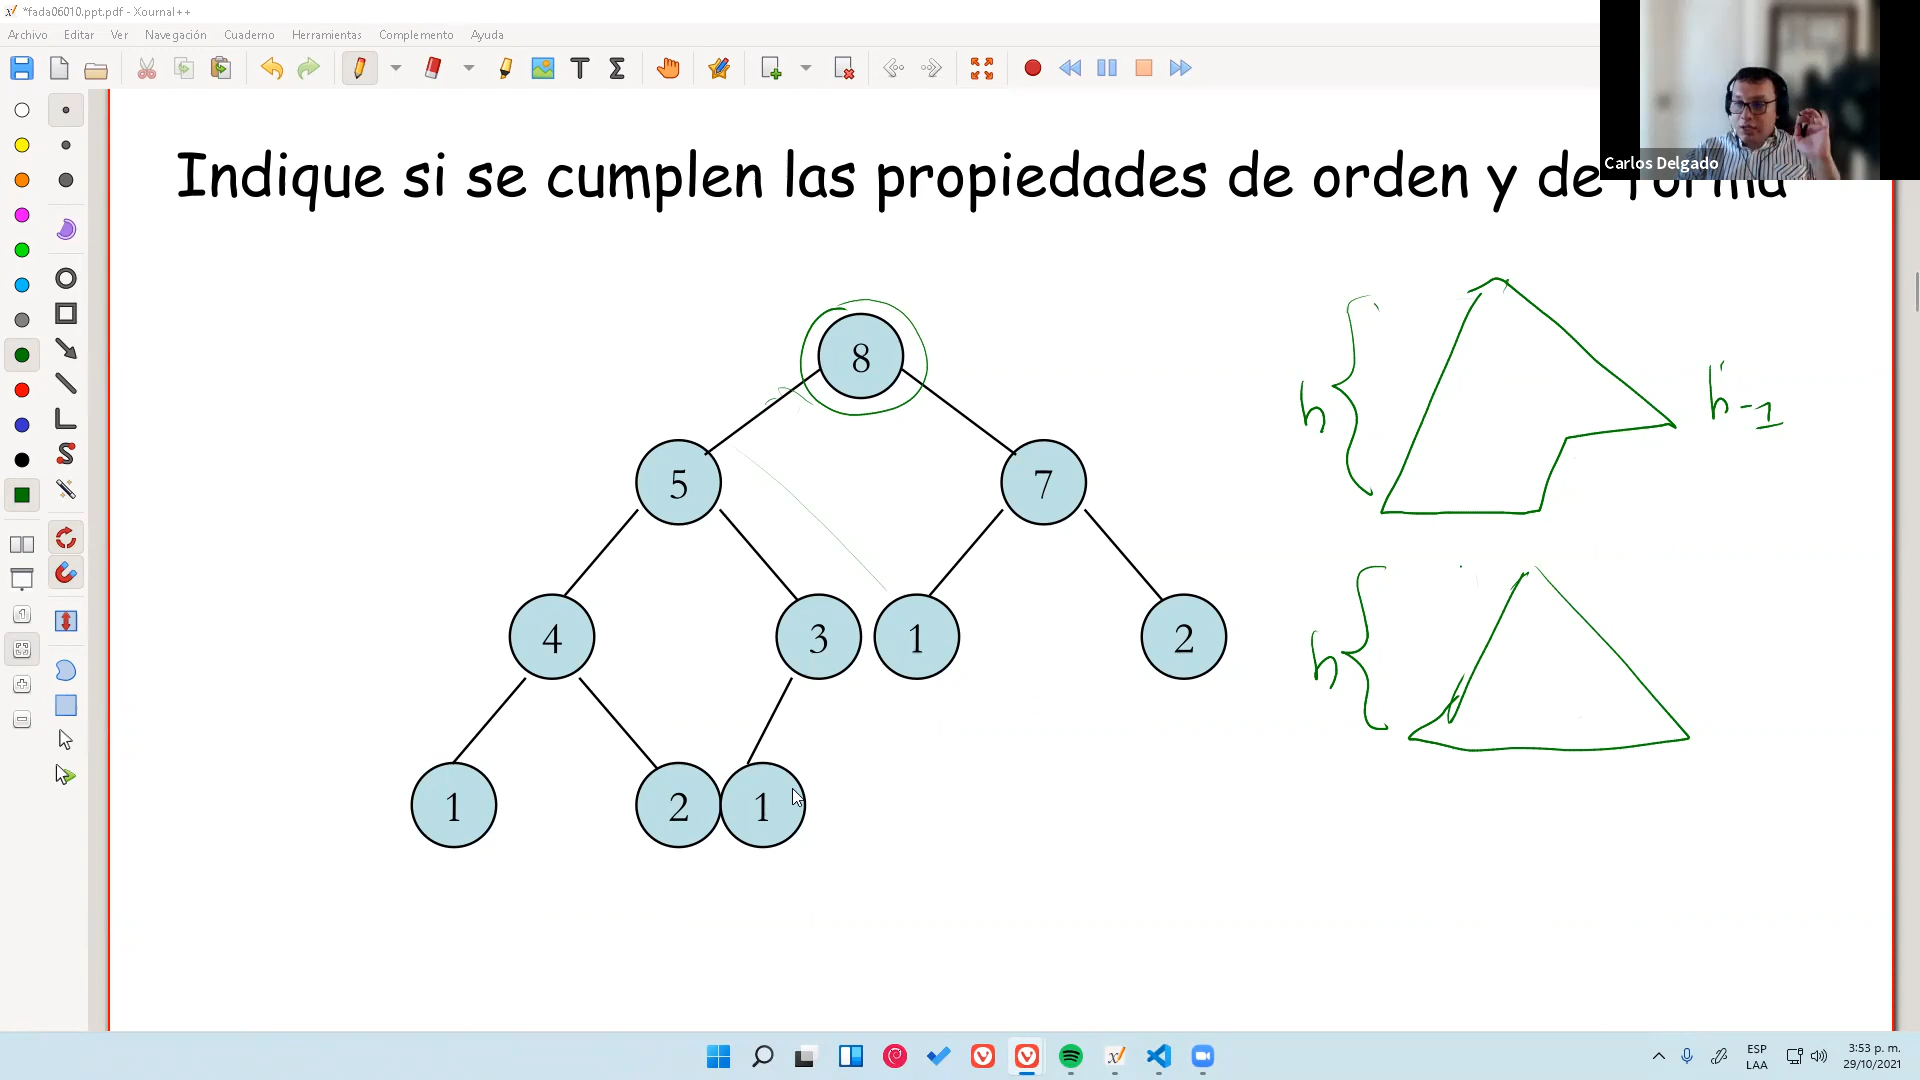 *fada06010.ppt.pdf - Xournal++
Archivo Editar Ver Navegación Cuaderno Herramientas Complemento Ayuda
Carlos Delgado
Indique si se cumplen las propiedades de orden y de forma
8
5 7
4 3 1 2
1 2 1
h
h-1
h
ESP
LAA
3:53 p. m.
29/10/2021